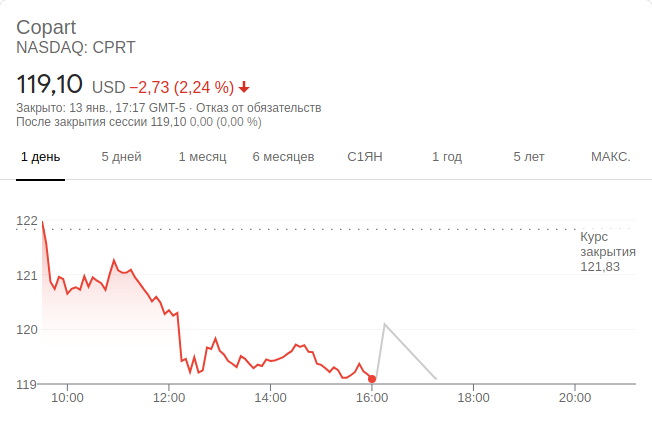 Copart
NASDAQ: CPRT
119,10 USD −2,73 (2,24 %)
Закрыто: 13 янв., 17:17 GMT-5 · Отказ от обязательств
После закрытия сессии 119,10 0,00 (0,00 %)
1 день 5 дней 1 месяц 6 месяцев С1ЯН 1 год 5 лет МАКС.
122
Курс
закрытия
121,83
121
120
119
10:00 12:00 14:00 16:00 18:00 20:00